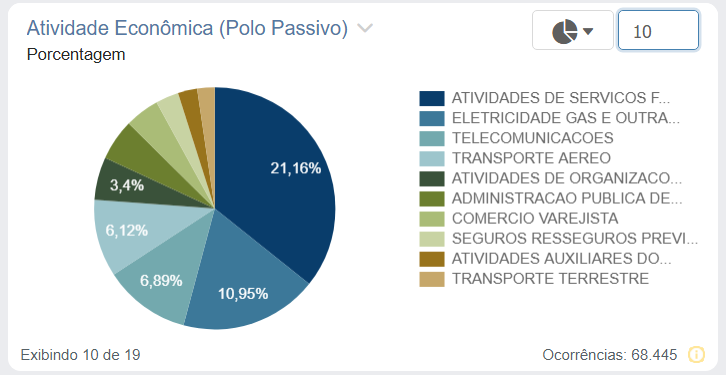 Atividade Econômica (Polo Passivo)
10
Porcentagem
21,16%
10,95%
6,89%
6,12%
3,4%
ATIVIDADES DE SERVICOS F...
ELETRICIDADE GAS E OUTRA...
TELECOMUNICACOES
TRANSPORTE AEREO
ATIVIDADES DE ORGANIZACO...
ADMINISTRACAO PUBLICA DE...
COMERCIO VAREJISTA
SEGUROS RESSEGUROS PREVI...
ATIVIDADES AUXILIARES DO...
TRANSPORTE TERRESTRE
Exibindo 10 de 19
Ocorrências: 68.445